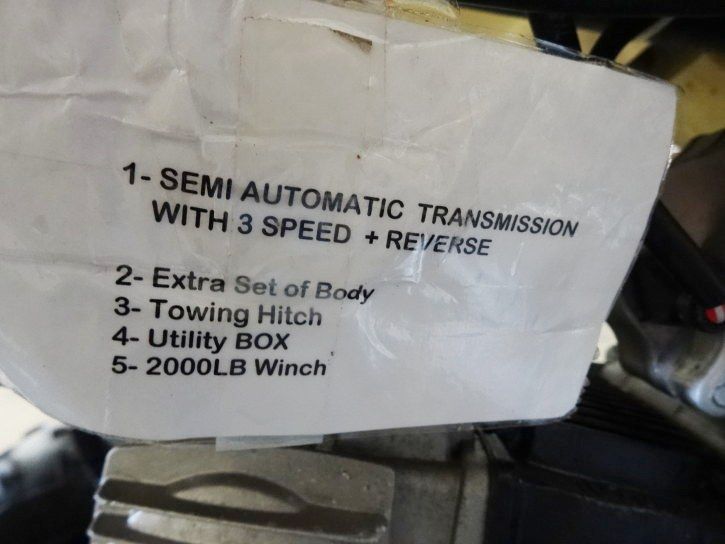 1- SEMI AUTOMATIC TRANSMISSION
WITH 3 SPEED + REVERSE
2- Extra Set of Body
3- Towing Hitch
4- Utility BOX
5- 2000LB Winch